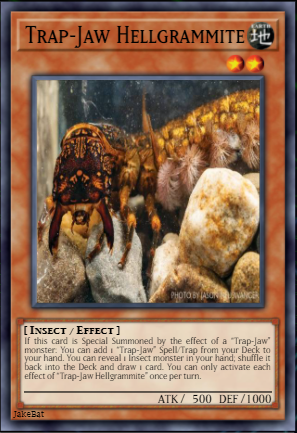 TRAP-JAW HELLGRAMMITE
EARTH
地
PHOTO BY JASON
[ INSECT / EFFECT ]
If this card is Special Summoned by the effect of a "Trap-Jaw"
monster: You can add 1 "Trap-Jaw" Spell/Trap from your Deck to
your hand. You can reveal 1 Insect monster in your hand; shuffle it
back into the Deck and draw 1 card. You can only activate each
effect of "Trap-Jaw Hellgrammite" once per turn.
ATK/ 500 DEF/1000
JakeBat